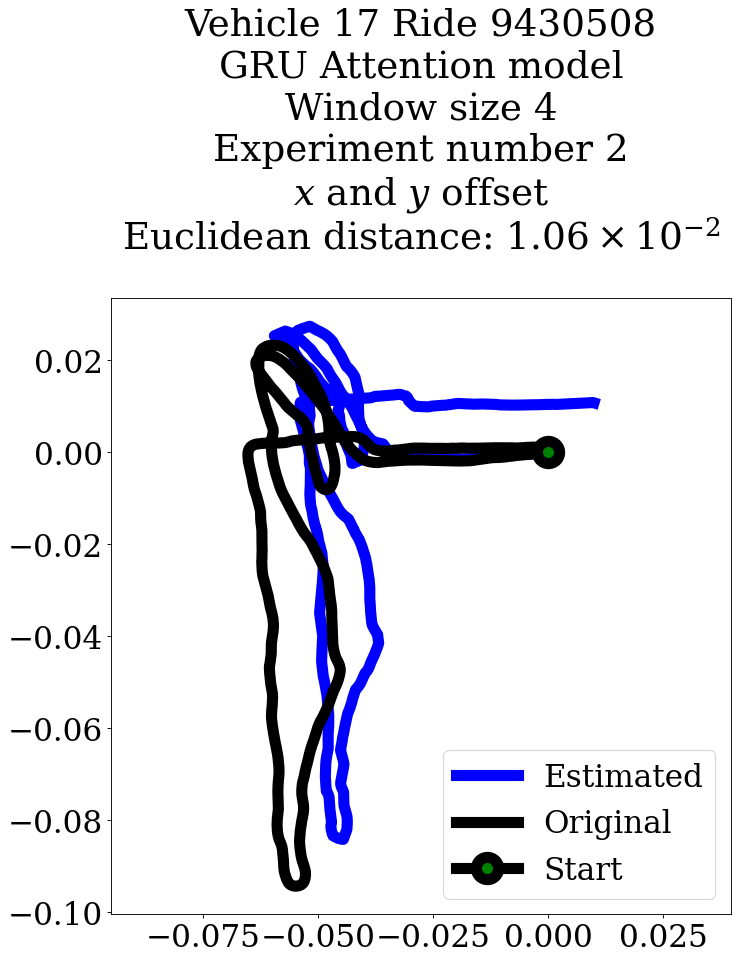 Vehicle 17 Ride 9430508
GRU Attention model
Window size 4
Experiment number 2
x and y offset
Euclidean distance: 1.06 × 10⁻²
0.02
0.00
−0.02
−0.04
−0.06
−0.08
−0.10
−0.075 −0.050 −0.025 0.000 0.025
Estimated
Original
Start